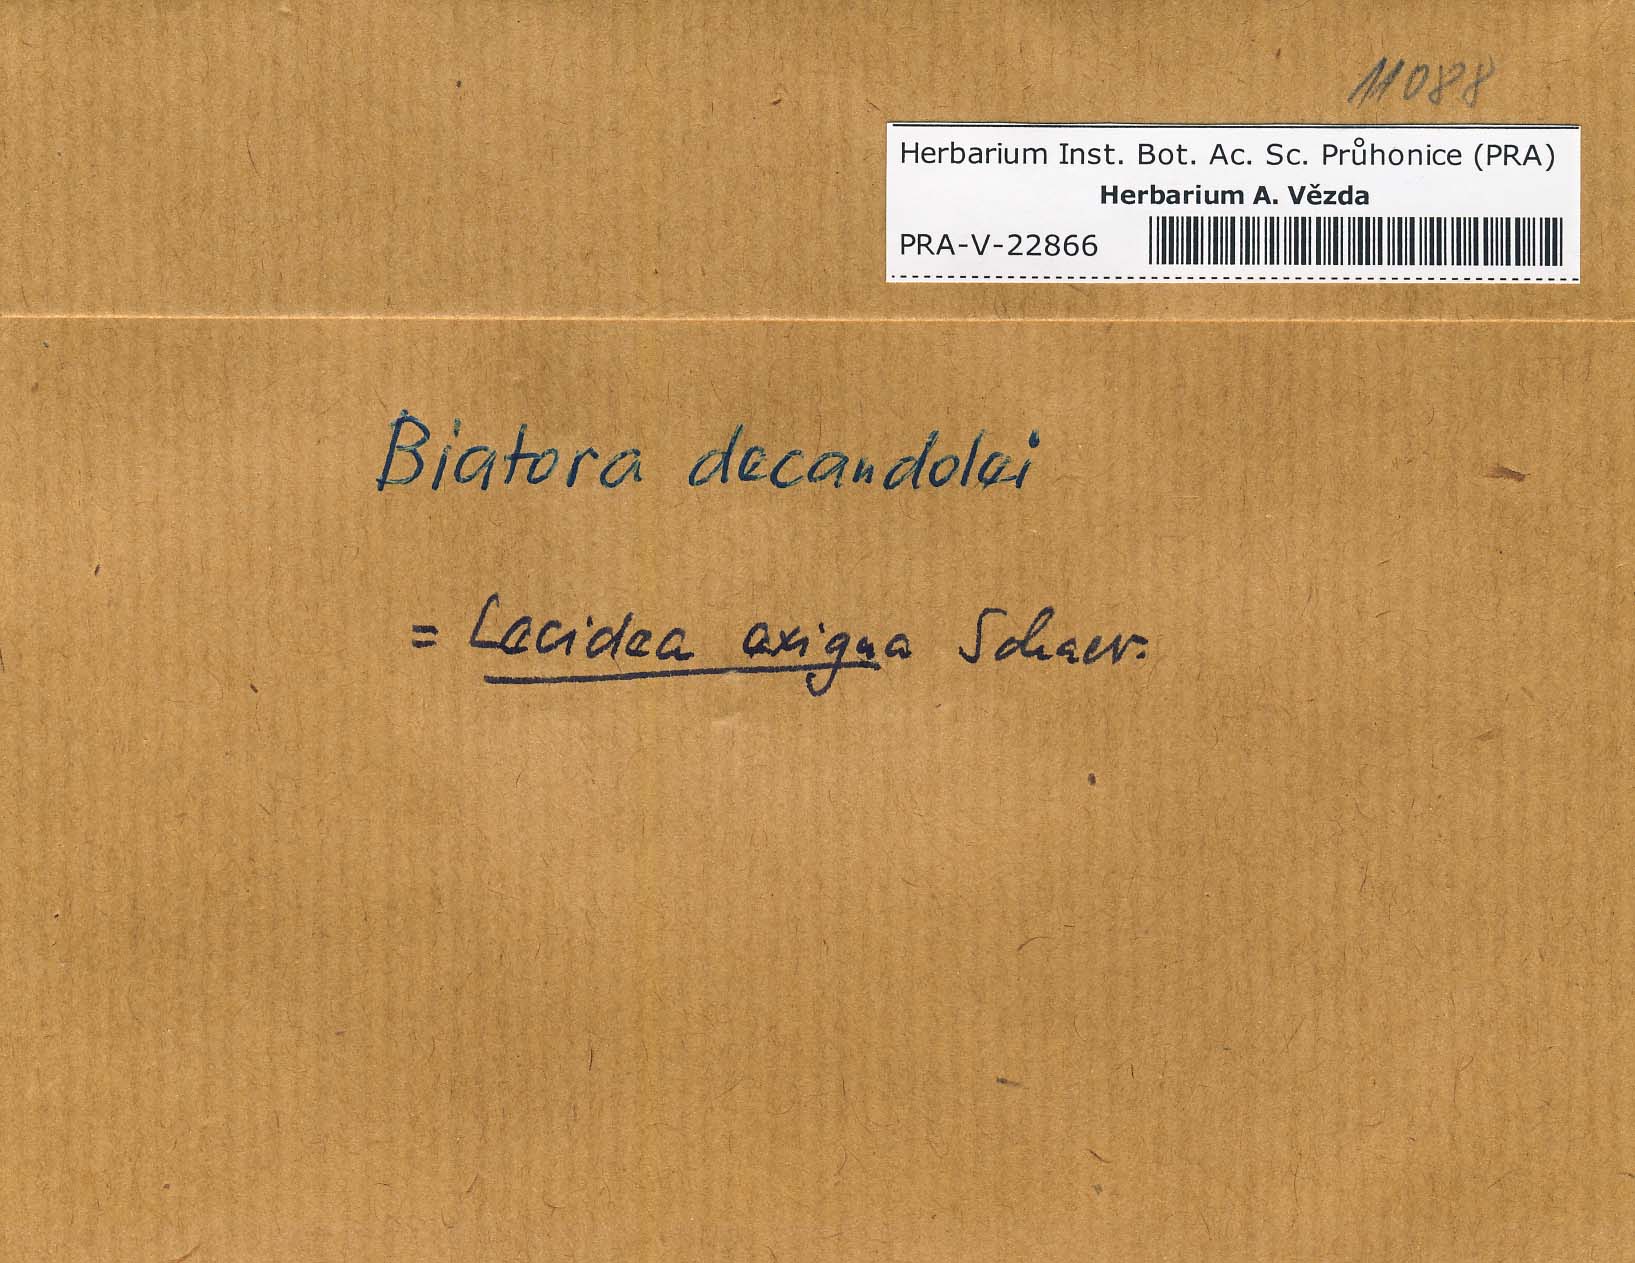 11088
Herbarium Inst. Bot. Ac. Sc. Průhonice (PRA)
Herbarium A. Vězda
PRA-V-22866
Biatora decandolei
= Lecidea exigua Schaer.